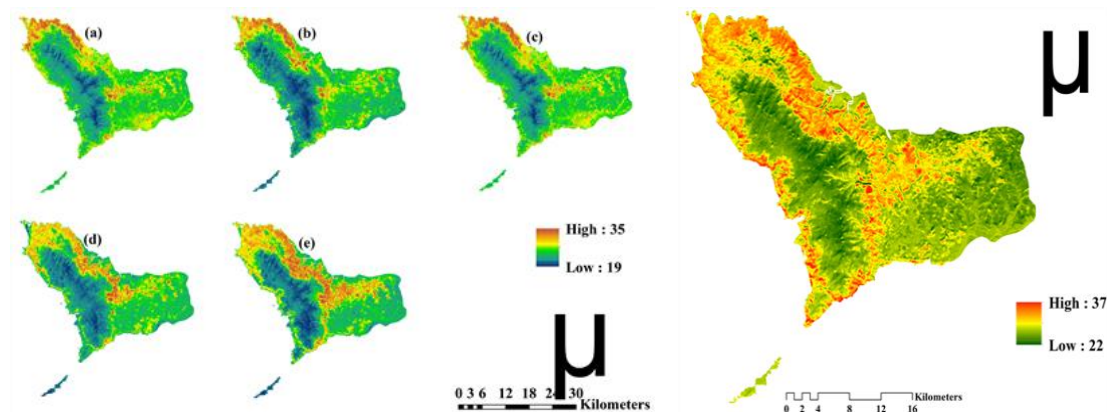 (a)
(b)
(c)
(d)
(e)
High : 35
Low : 19
µ
0 3 6 12 18 24 30
Kilometers
µ
High : 37
Low : 22
Kilometers
0 1 2 4 8 12 16